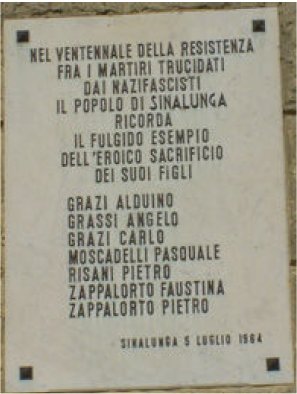 NEL VENTENNALE DELLA RESISTENZA
FRA I MARTIRI TRUCIDATI
DAI NAZIFASCISTI
IL POPOLO DI SINALUNGA
RICORDA
IL FULGIDO ESEMPIO
DELL'EROICO SACRIFICIO
DEI SUOI FIGLI
GRAZI ALDUINO
GRASSI ANGELO
GRAZI CARLO
MOSCADELLI PASQUALE
RISANI PIETRO
ZAPPALORTO FAUSTINA
ZAPPALORTO PIETRO
SINALUNGA 5 LUGLIO 1964